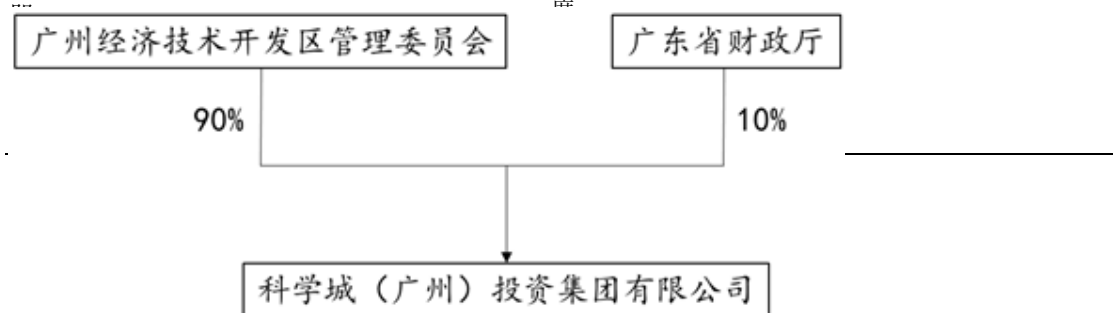 广州经济技术开发区管理委员会
广东省财政厅
90%
10%
科学城（广州）投资集团有限公司